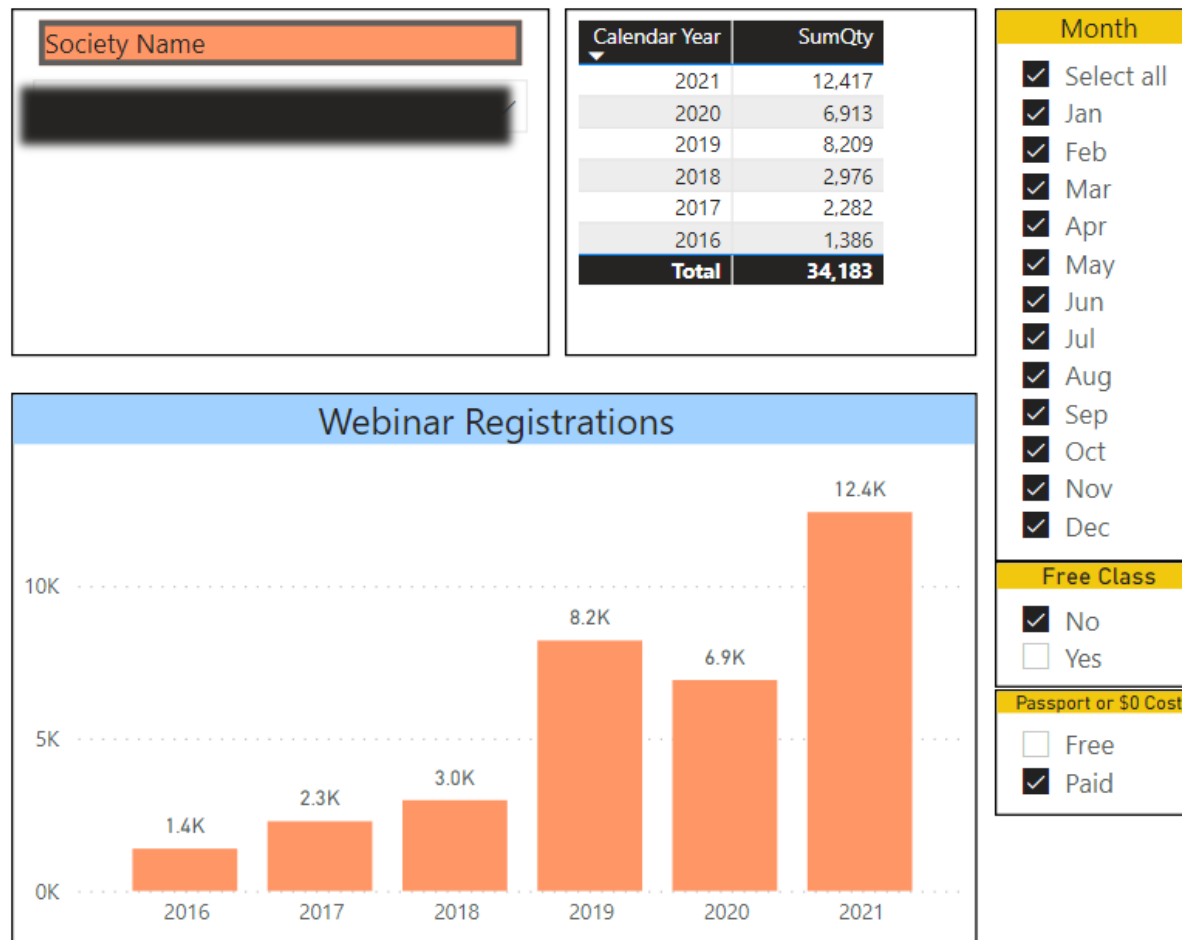 Society Name
Calendar Year SumQty
2021 12,417
2020 6,913
2019 8,209
2018 2,976
2017 2,282
2016 1,386
Total 34,183
Month
Select all
Jan
Feb
Mar
Apr
May
Jun
Jul
Aug
Sep
Oct
Nov
Dec
Free Class
No
Yes
Passport or $0 Cost
Free
Paid
Webinar Registrations
12.4K
10K
8.2K
6.9K
5K
3.0K
2.3K
1.4K
0K
2016 2017 2018 2019 2020 2021